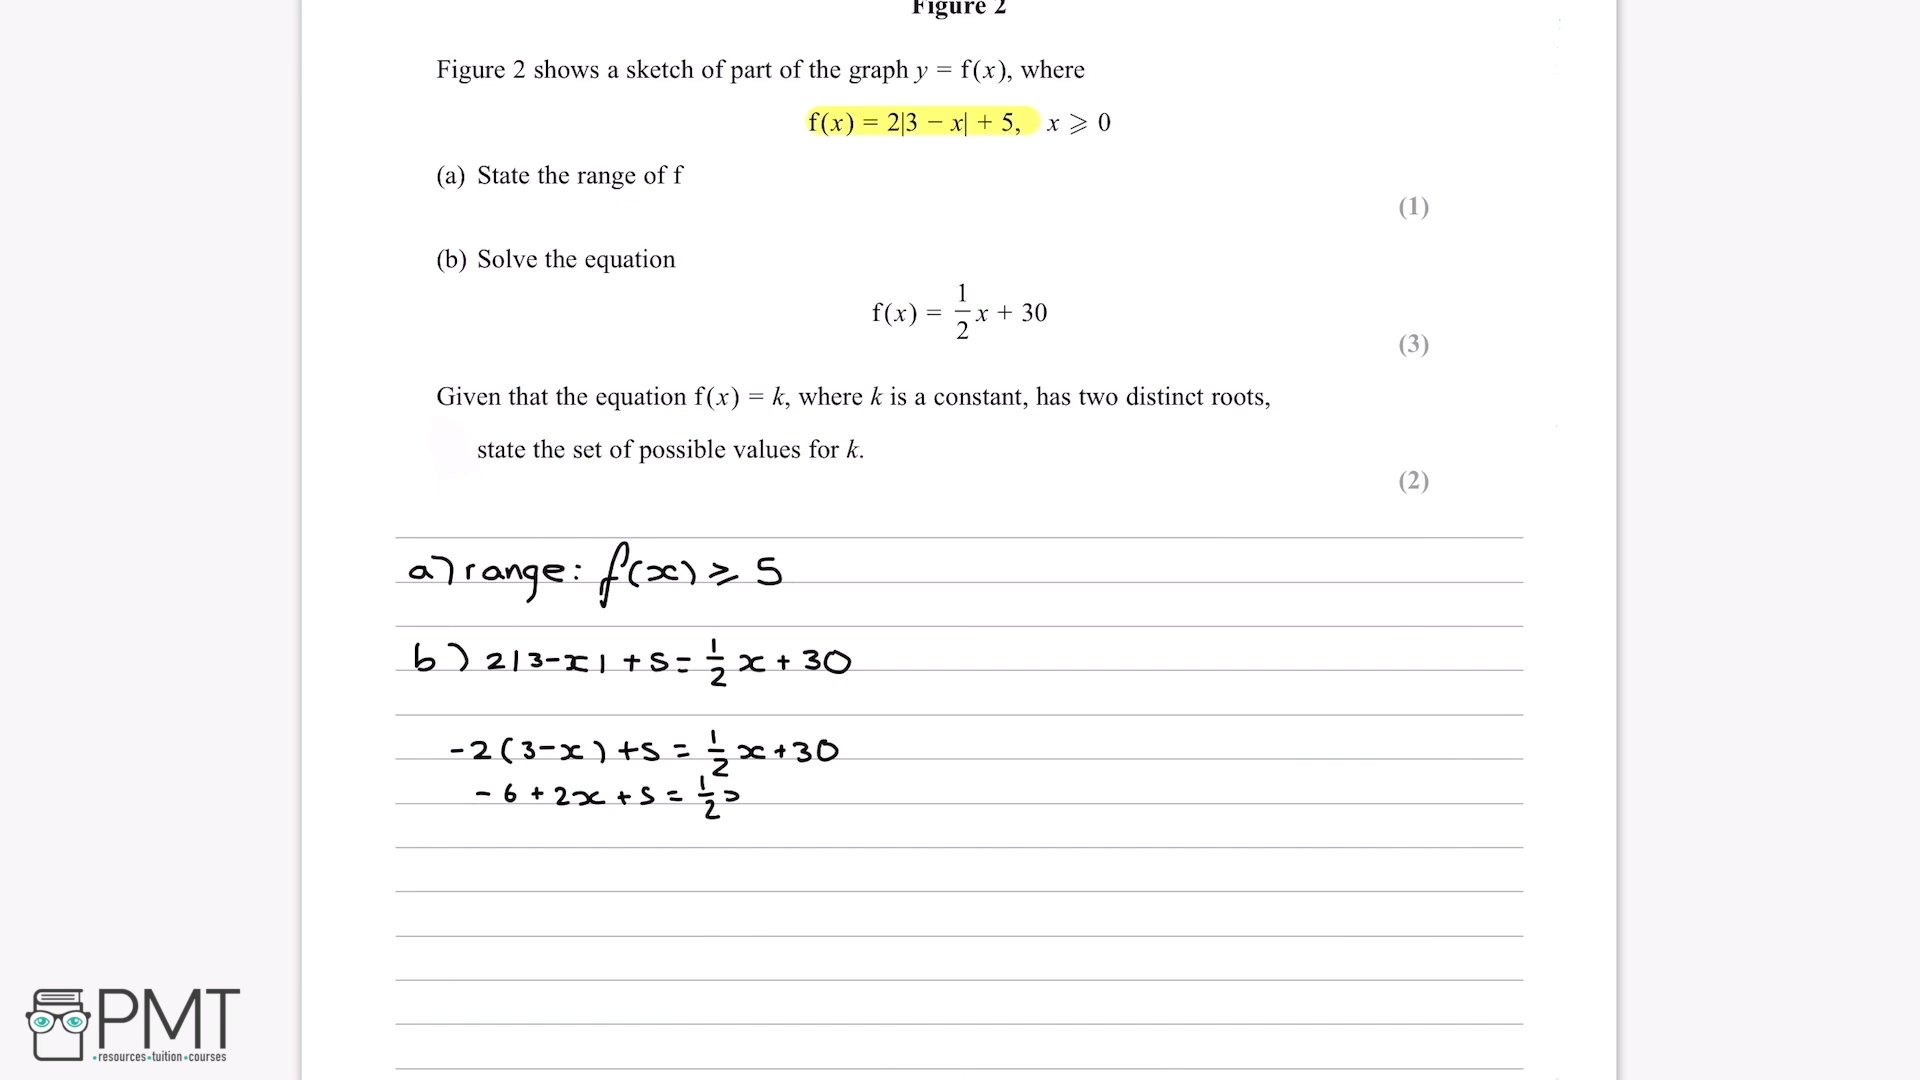 Figure 2
Figure 2 shows a sketch of part of the graph y = f(x), where
f(x) = 2|3 − x| + 5,   x ⩾ 0
(a) State the range of f
(1)
(b) Solve the equation
f(x) = 1/2 x + 30
(3)
Given that the equation f(x) = k, where k is a constant, has two distinct roots,
state the set of possible values for k.
(2)
a) range: f(x) ⩾ 5
b) 2|3-x| + 5 = 1/2 x + 30
-2(3-x) + 5 = 1/2 x + 30
-6 + 2x + 5 = 1/2
PMT
•resources•tuition•courses